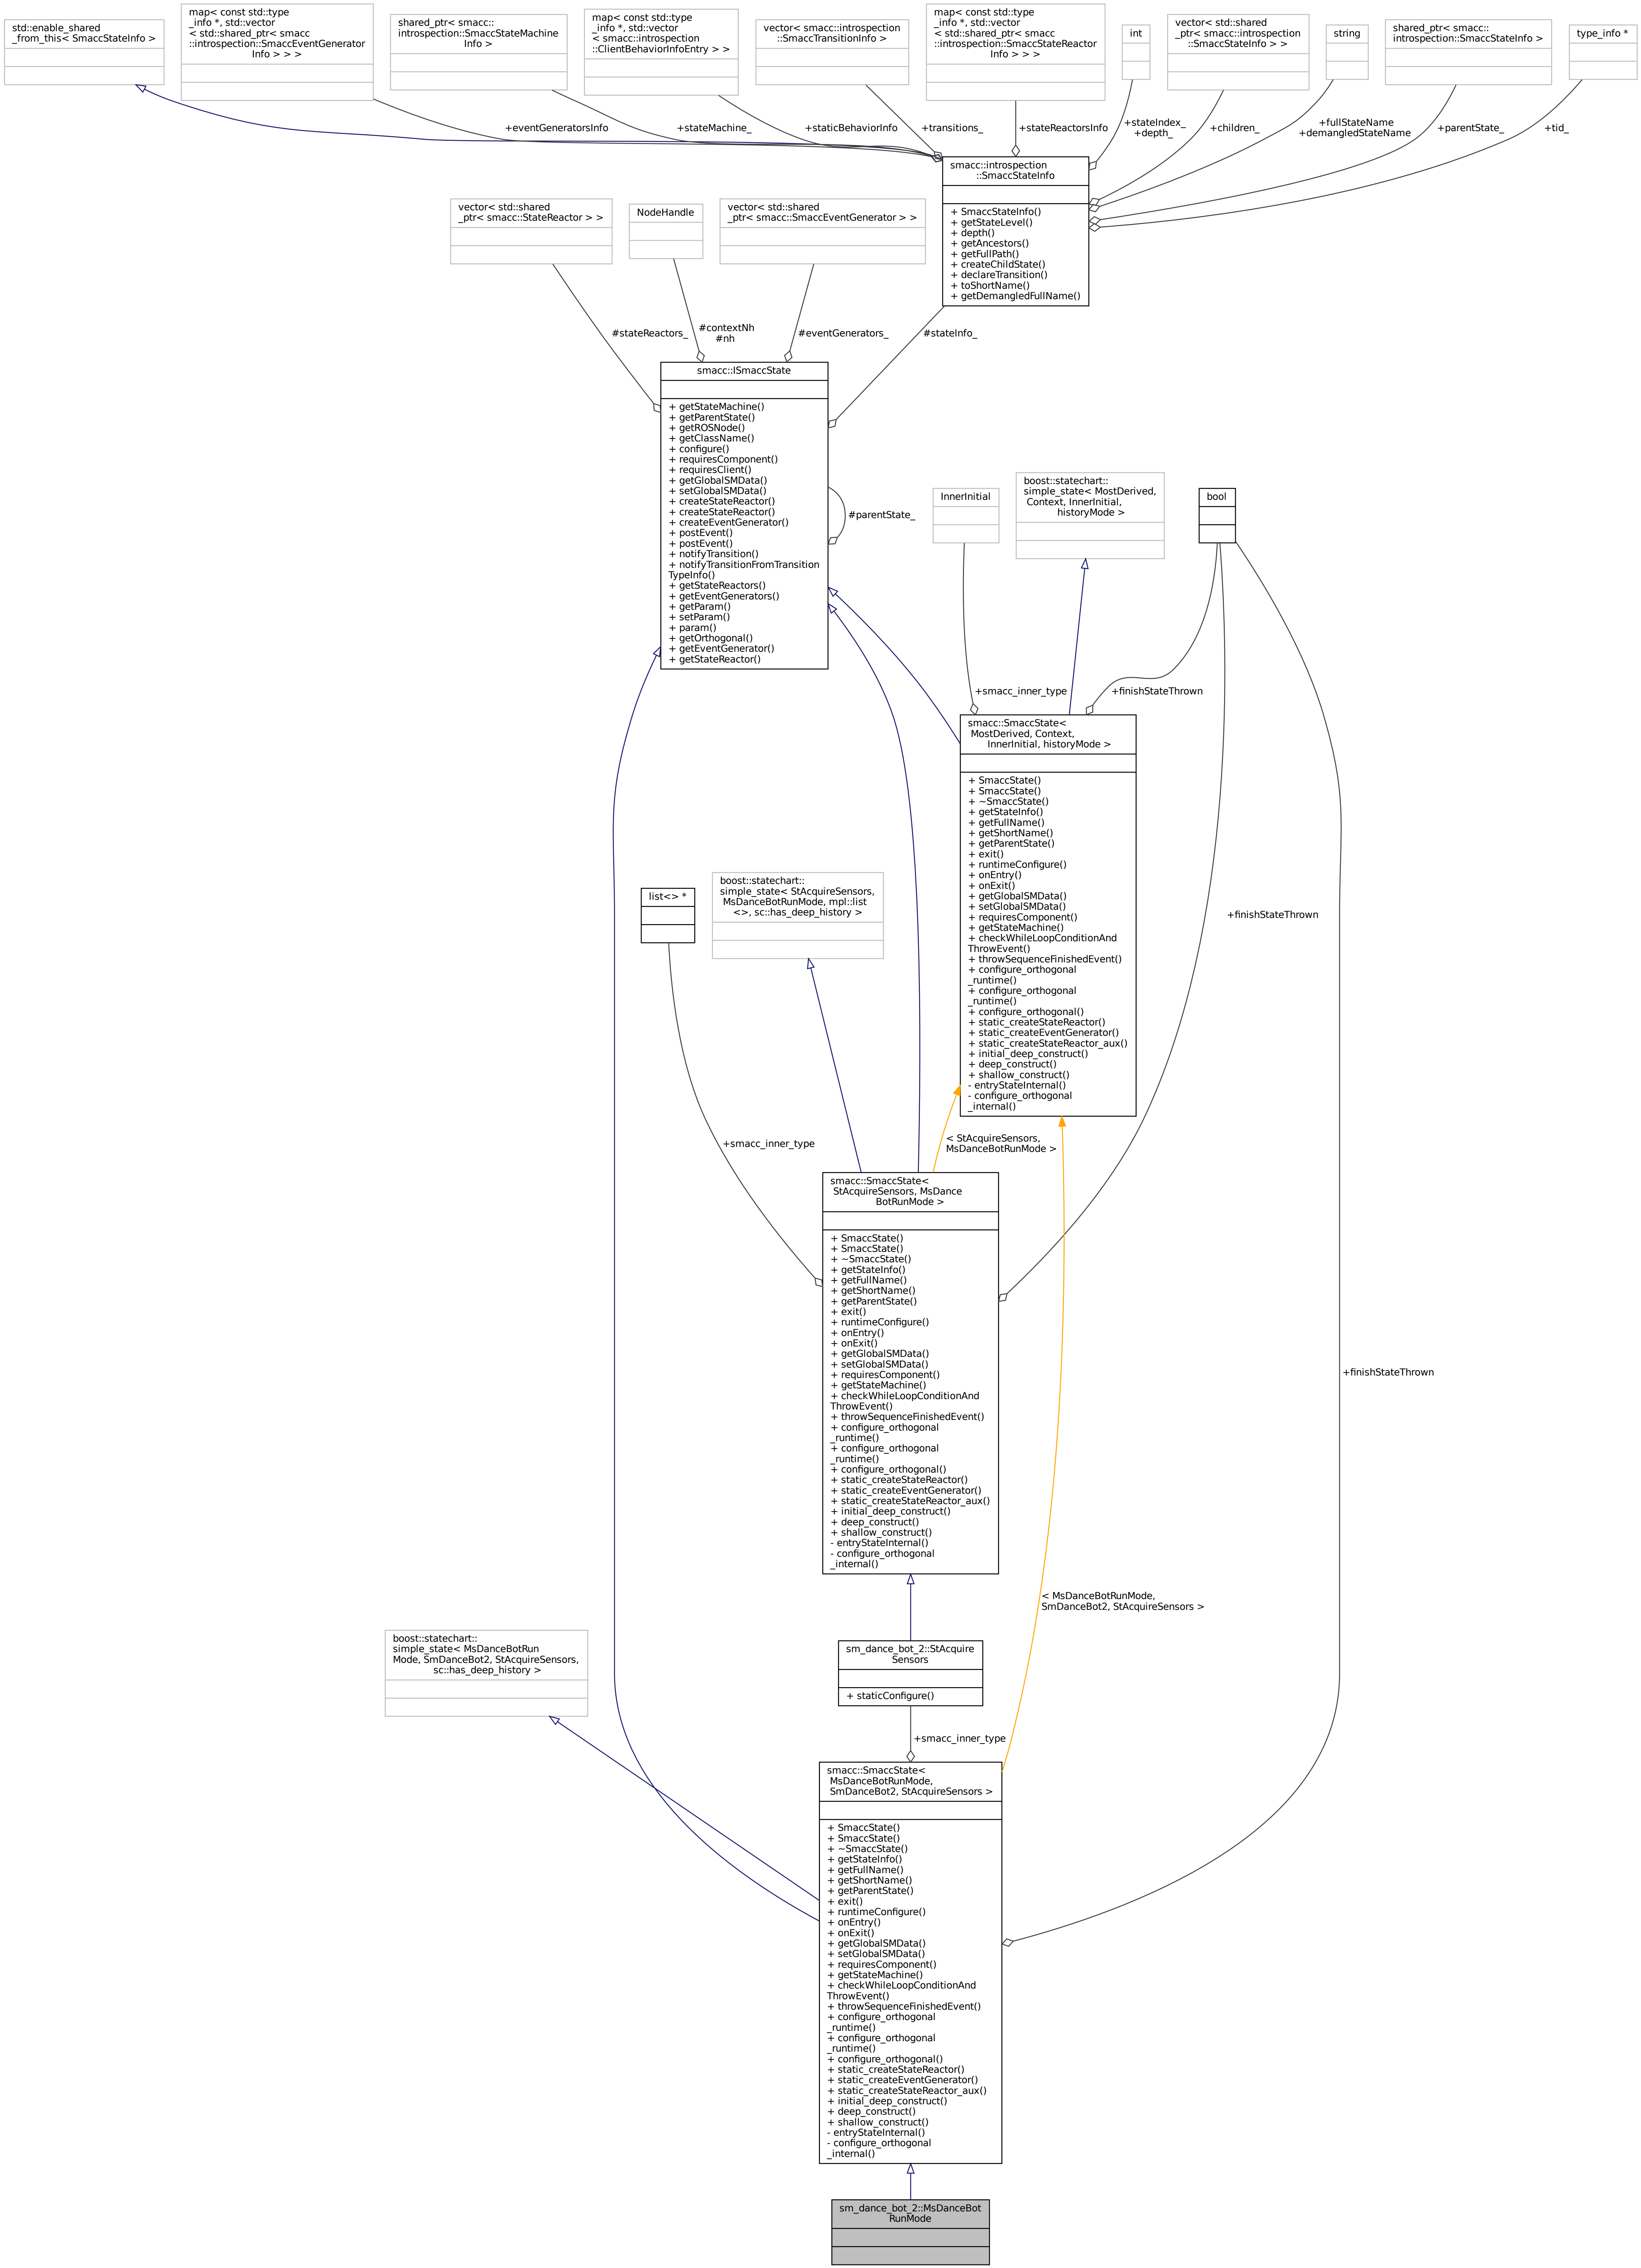 std::enable_shared
_from_this< SmaccStateInfo >
map< const std::type
_info *, std::vector
< std::shared_ptr< smacc
::introspection::SmaccEventGenerator
Info > > >
shared_ptr< smacc::
introspection::SmaccStateMachine
Info >
map< const std::type
_info *, std::vector
< smacc::introspection
::ClientBehaviorInfoEntry > >
vector< smacc::introspection
::SmaccTransitionInfo >
map< const std::type
_info *, std::vector
< std::shared_ptr< smacc
::introspection::SmaccStateReactor
Info > > >
int
vector< std::shared
_ptr< smacc::introspection
::SmaccStateInfo > >
string
shared_ptr< smacc::
introspection::SmaccStateInfo >
type_info *
+eventGeneratorsInfo
+stateMachine_
+staticBehaviorInfo
+transitions_
+stateReactorsInfo
+stateIndex_
+depth_
+children_
+fullStateName
+demangledStateName
+parentState_
+tid_
smacc::introspection
::SmaccStateInfo
+ SmaccStateInfo()
+ getStateLevel()
+ depth()
+ getAncestors()
+ getFullPath()
+ createChildState()
+ declareTransition()
+ toShortName()
+ getDemangledFullName()
vector< std::shared
_ptr< smacc::StateReactor > >
NodeHandle
vector< std::shared
_ptr< smacc::SmaccEventGenerator > >
#stateReactors_
#contextNh
#nh
#eventGenerators_
#stateInfo_
smacc::ISmaccState
+ getStateMachine()
+ getParentState()
+ getROSNode()
+ getClassName()
+ configure()
+ requiresComponent()
+ requiresClient()
+ getGlobalSMData()
+ setGlobalSMData()
+ createStateReactor()
+ createStateReactor()
+ createEventGenerator()
+ postEvent()
+ postEvent()
+ notifyTransition()
+ notifyTransitionFromTransition
TypeInfo()
+ getStateReactors()
+ getEventGenerators()
+ getParam()
+ setParam()
+ param()
+ getOrthogonal()
+ getEventGenerator()
+ getStateReactor()
#parentState_
InnerInitial
boost::statechart::
simple_state< MostDerived,
Context, InnerInitial,
historyMode >
bool
+smacc_inner_type
+finishStateThrown
smacc::SmaccState<
MostDerived, Context,
InnerInitial, historyMode >
+ SmaccState()
+ SmaccState()
+ ~SmaccState()
+ getStateInfo()
+ getFullName()
+ getShortName()
+ getParentState()
+ exit()
+ runtimeConfigure()
+ onEntry()
+ onExit()
+ getGlobalSMData()
+ setGlobalSMData()
+ requiresComponent()
+ getStateMachine()
+ checkWhileLoopConditionAnd
ThrowEvent()
+ throwSequenceFinishedEvent()
+ configure_orthogonal
_runtime()
+ configure_orthogonal
_runtime()
+ configure_orthogonal()
+ static_createStateReactor()
+ static_createEventGenerator()
+ static_createStateReactor_aux()
+ initial_deep_construct()
+ deep_construct()
+ shallow_construct()
- entryStateInternal()
- configure_orthogonal
_internal()
list<> *
boost::statechart::
simple_state< StAcquireSensors,
MsDanceBotRunMode, mpl::list
<>, sc::has_deep_history >
+finishStateThrown
+smacc_inner_type
< StAcquireSensors,
MsDanceBotRunMode >
smacc::SmaccState<
StAcquireSensors, MsDance
BotRunMode >
+ SmaccState()
+ SmaccState()
+ ~SmaccState()
+ getStateInfo()
+ getFullName()
+ getShortName()
+ getParentState()
+ exit()
+ runtimeConfigure()
+ onEntry()
+ onExit()
+ getGlobalSMData()
+ setGlobalSMData()
+ requiresComponent()
+ getStateMachine()
+ checkWhileLoopConditionAnd
ThrowEvent()
+ throwSequenceFinishedEvent()
+ configure_orthogonal
_runtime()
+ configure_orthogonal
_runtime()
+ configure_orthogonal()
+ static_createStateReactor()
+ static_createEventGenerator()
+ static_createStateReactor_aux()
+ initial_deep_construct()
+ deep_construct()
+ shallow_construct()
- entryStateInternal()
- configure_orthogonal
_internal()
+finishStateThrown
< MsDanceBotRunMode,
SmDanceBot2, StAcquireSensors >
boost::statechart::
simple_state< MsDanceBotRun
Mode, SmDanceBot2, StAcquireSensors,
sc::has_deep_history >
sm_dance_bot_2::StAcquire
Sensors
+ staticConfigure()
+smacc_inner_type
smacc::SmaccState<
MsDanceBotRunMode,
SmDanceBot2, StAcquireSensors >
+ SmaccState()
+ SmaccState()
+ ~SmaccState()
+ getStateInfo()
+ getFullName()
+ getShortName()
+ getParentState()
+ exit()
+ runtimeConfigure()
+ onEntry()
+ onExit()
+ getGlobalSMData()
+ setGlobalSMData()
+ requiresComponent()
+ getStateMachine()
+ checkWhileLoopConditionAnd
ThrowEvent()
+ throwSequenceFinishedEvent()
+ configure_orthogonal
_runtime()
+ configure_orthogonal
_runtime()
+ configure_orthogonal()
+ static_createStateReactor()
+ static_createEventGenerator()
+ static_createStateReactor_aux()
+ initial_deep_construct()
+ deep_construct()
+ shallow_construct()
- entryStateInternal()
- configure_orthogonal
_internal()
sm_dance_bot_2::MsDanceBot
RunMode